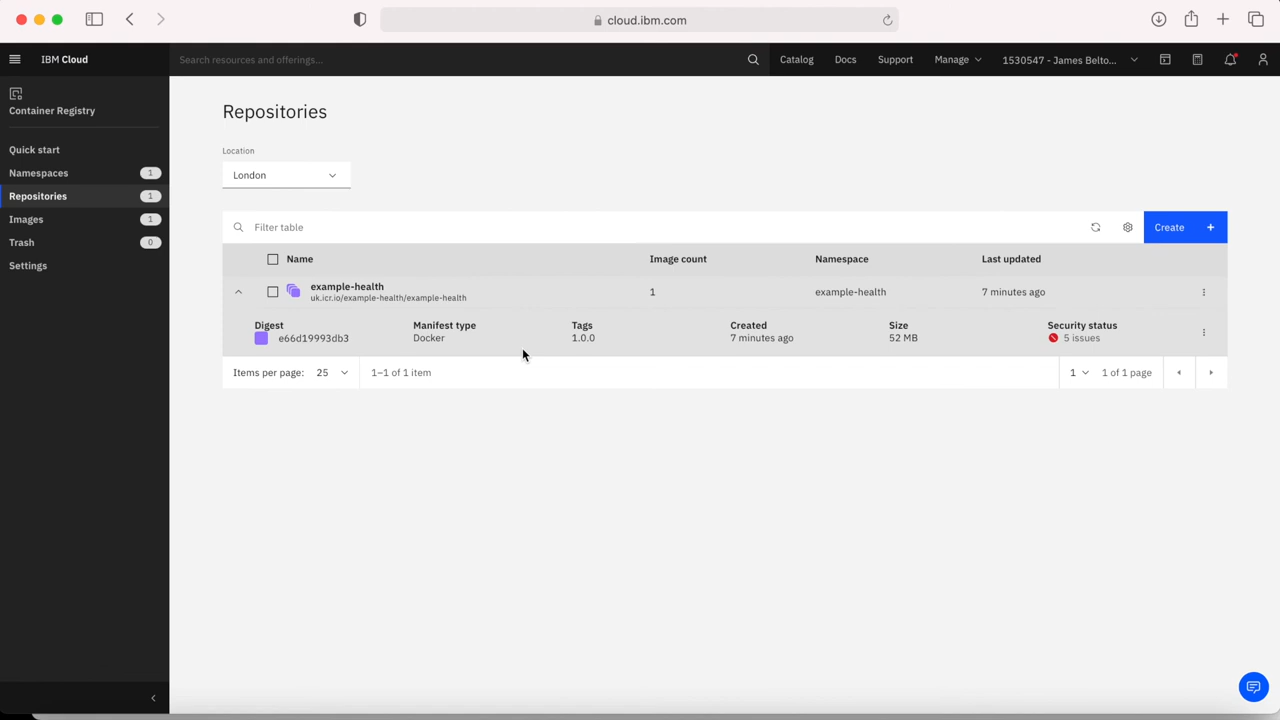 cloud.ibm.com
IBM Cloud
Search resources and offerings...
Catalog
Docs
Support
Manage
1530547 - James Belto...
Container Registry
Quick start
Namespaces 1
Repositories 1
Images 1
Trash 0
Settings
Repositories
Location
London
Filter table
Create +
Name Image count Namespace Last updated
example-health 1 example-health 7 minutes ago
uk.icr.io/example-health/example-health
Digest Manifest type Tags Created Size Security status
e66d19993db3 Docker 1.0.0 7 minutes ago 52 MB 5 issues
Items per page: 25 1–1 of 1 item 1 1 of 1 page